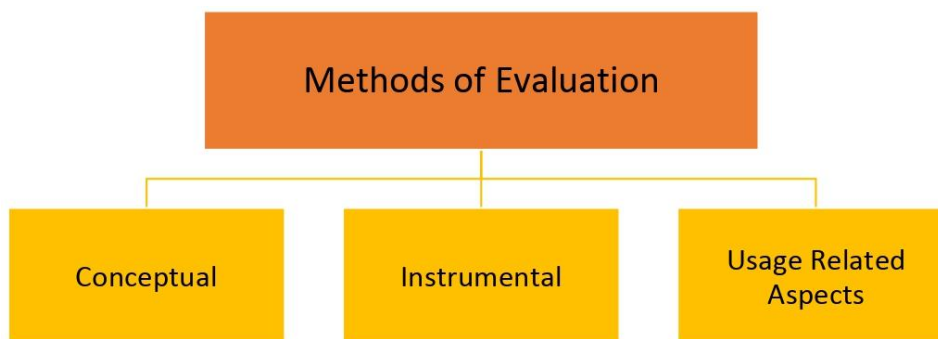 Methods of Evaluation
Conceptual
Instrumental
Usage Related
Aspects